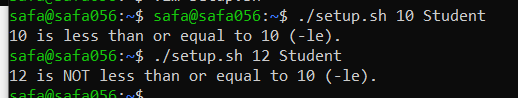 safa@safa056:~$ safa@safa056:~$ ./setup.sh 10 Student
10 is less than or equal to 10 (-le).
safa@safa056:~$ ./setup.sh 12 Student
12 is NOT less than or equal to 10 (-le).
safa@safa056:~$